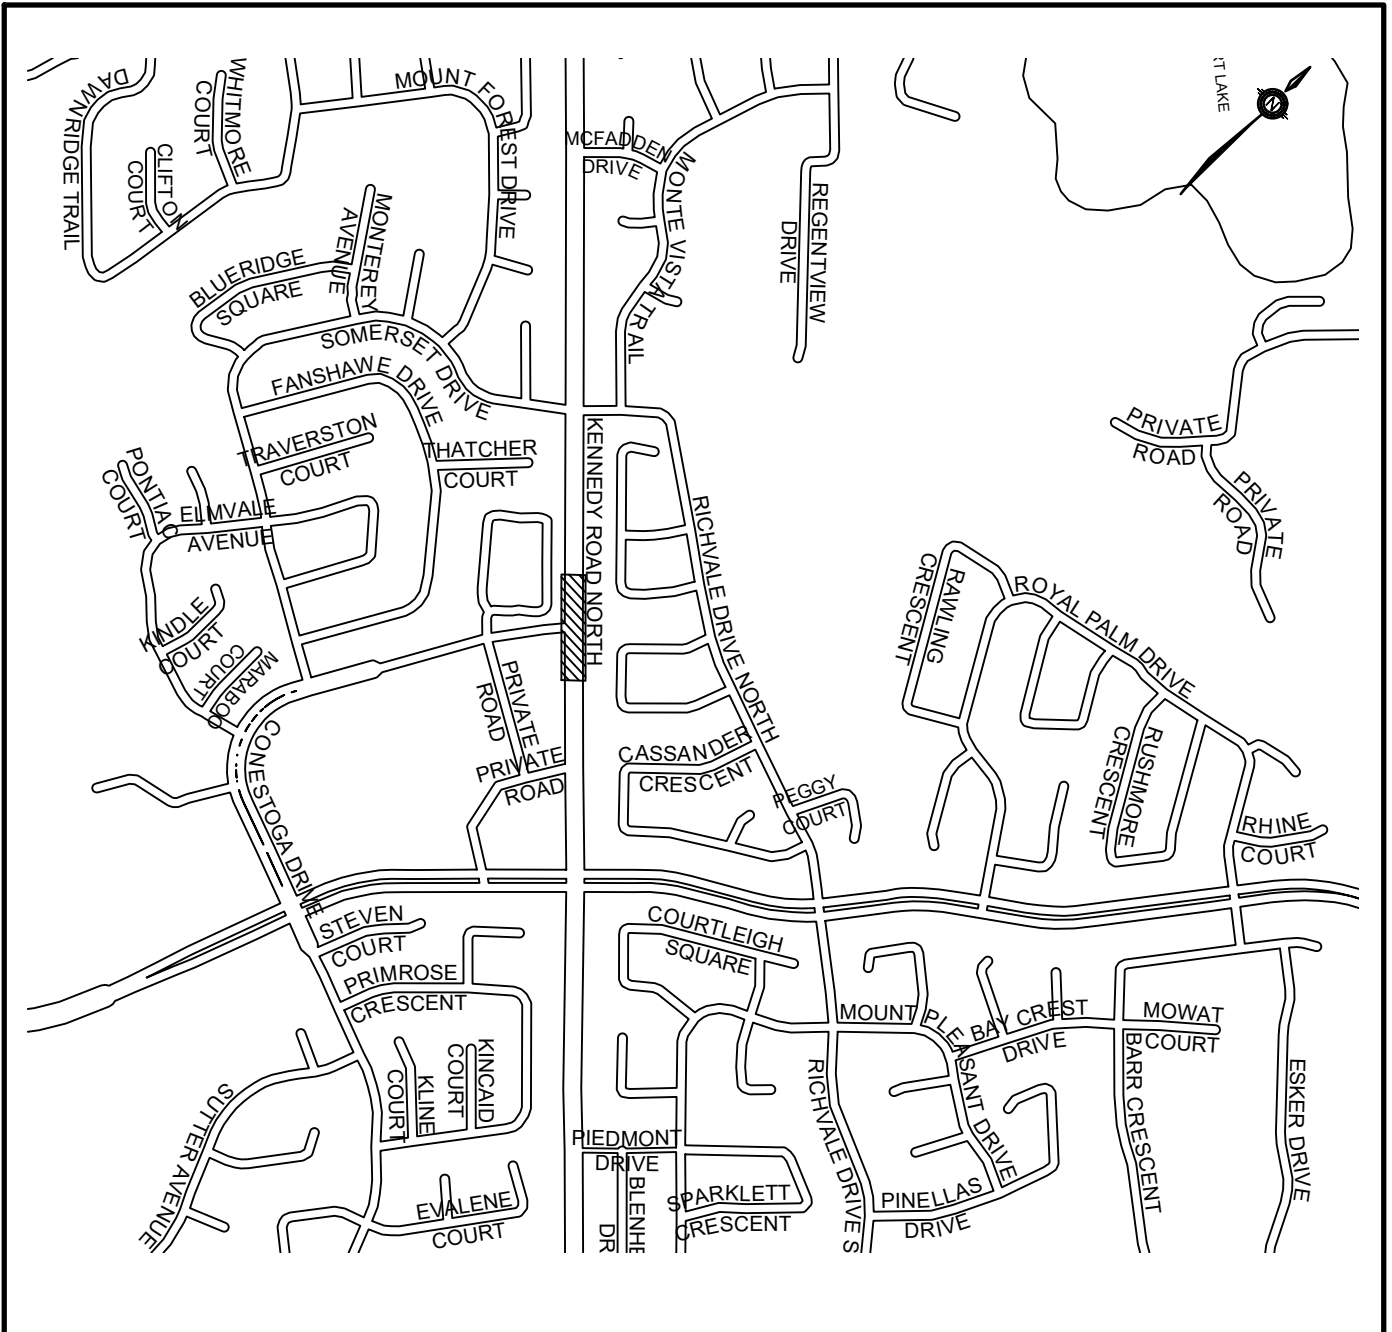 DAWNRIDGE TRAIL
WHITMORE
COURT
CLIFTON
COURT
MOUNT FOREST DRIVE
MCFADDEN
DRIVE
MONTE VISTA TRAIL
REGENTVIEW
DRIVE
LAKE
N
MONTEREY
AVENUE
BLUERIDGE
SQUARE
SOMERSET DRIVE
FANSHAWE DRIVE
TRAVERSTON
COURT
THATCHER
COURT
KENNEDY ROAD NORTH
PONTIAC
COURT
ELMVALE
AVENUE
KINDLE
COURT
MARABOO
COURT
CONESTOGA DRIVE
PRIVATE
ROAD
PRIVATE
ROAD
RICHVALE DRIVE NORTH
CASSANDER
CRESCENT
PEGGY
COURT
PRIVATE
ROAD
PRIVATE
ROAD
RAWLING
CRESCENT
ROYAL PALM DRIVE
RUSHMORE
CRESCENT
RHINE
COURT
STEVEN
COURT
PRIMROSE
CRESCENT
COURTLEIGH
SQUARE
MOUNT PLEASANT DRIVE
BAY CREST
DRIVE
MOWAT
COURT
BARR CRESCENT
ESKER DRIVE
KLINE
COURT
KINCAID
COURT
SUTTER AVENUE
EVALENE
COURT
PIEDMONT
DRIVE
BLENHE
DR
SPARKLETT
CRESCENT
RICHVALE DRIVE S
PINELLAS
DRIVE